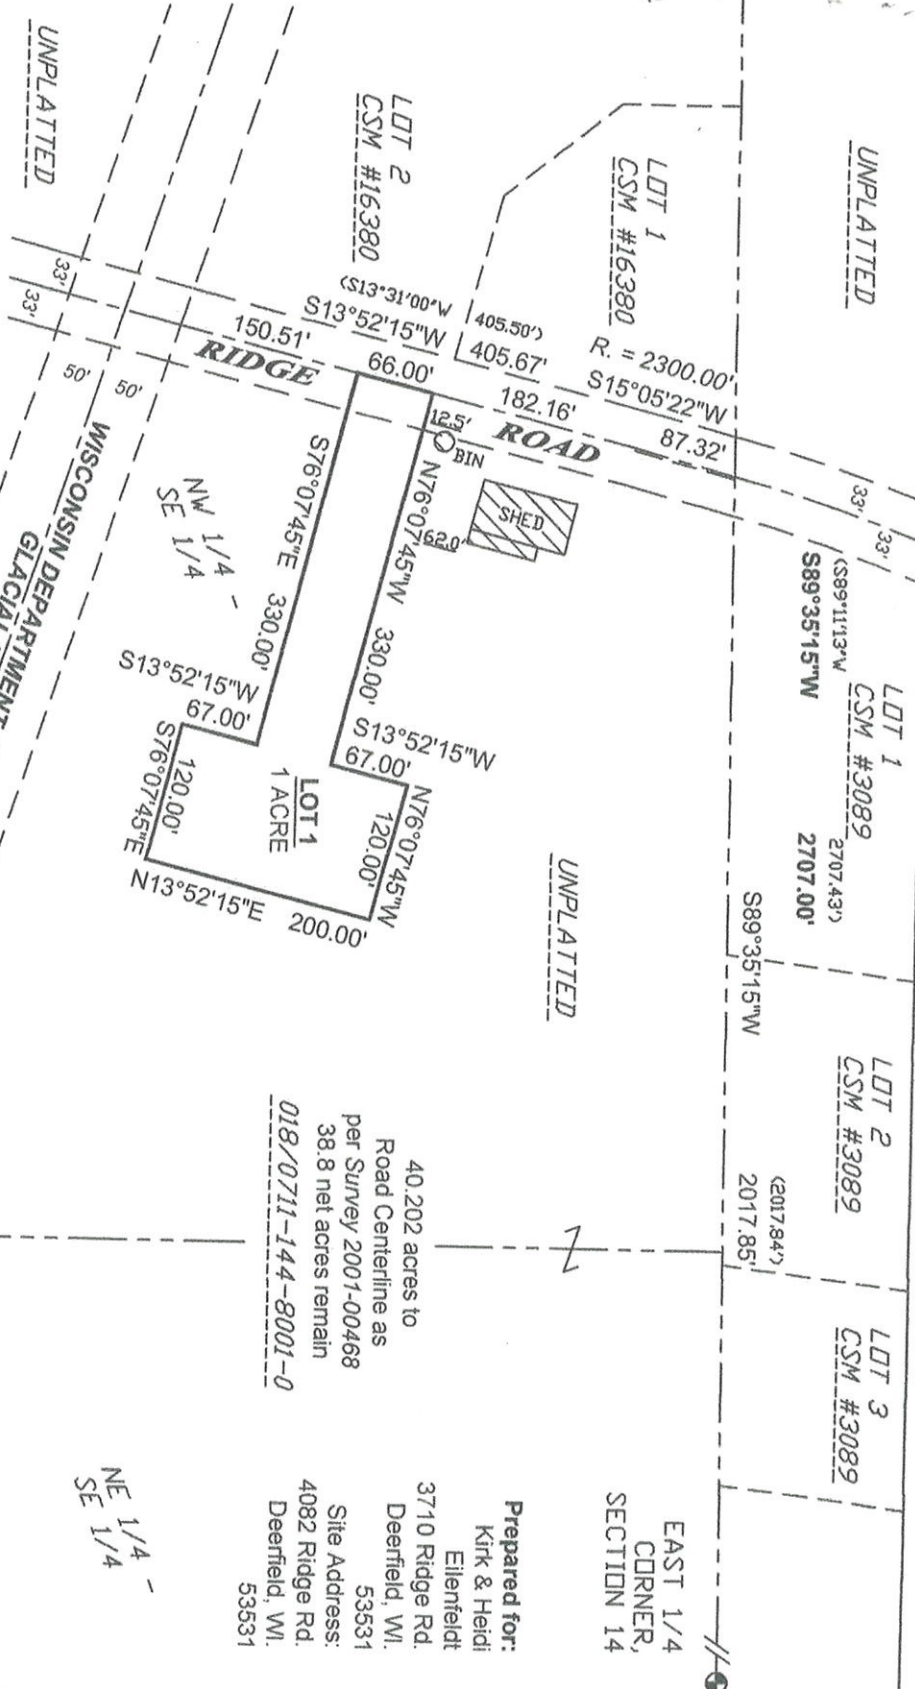 UNPLATTED
LOT 1
CSM #3089
LOT 2
CSM #3089
LOT 3
CSM #3089
(S89°11'13"W
2707.43')
S89°35'15"W
2707.00'
S89°35'15"W
(2017.84')
2017.85'
EAST 1/4
CORNER,
SECTION 14
33'
33'
LOT 1
CSM #16380
R. = 2300.00'
S15°05'22"W
87.32'
182.16'
405.50')
405.67'
(S13°31'00"W
S13°52'15"W
66.00'
150.51'
RIDGE ROAD
LOT 2
CSM #16380
12.5'
BIN
SHED
162.0'
N76°07'45"W 330.00'
S13°52'15"W
67.00'
N76°07'45"W
120.00'
LOT 1
1 ACRE
S76°07'45"E 330.00'
S13°52'15"W
67.00'
120.00'
S76°07'45"E
N13°52'15"E 200.00'
NW 1/4 -
SE 1/4
UNPLATTED
40.202 acres to
Road Centerline as
per Survey 2001-00468
38.8 net acres remain
018/0711-144-8001-0
Prepared for:
Kirk & Heidi
Eilenfeldt
3710 Ridge Rd.
Deerfield, WI.
53531
Site Address:
4082 Ridge Rd.
Deerfield, WI.
53531
NE 1/4 -
SE 1/4
UNPLATTED
33'
33'
50'
50'
WISCONSIN DEPARTMENT
GLACIAL